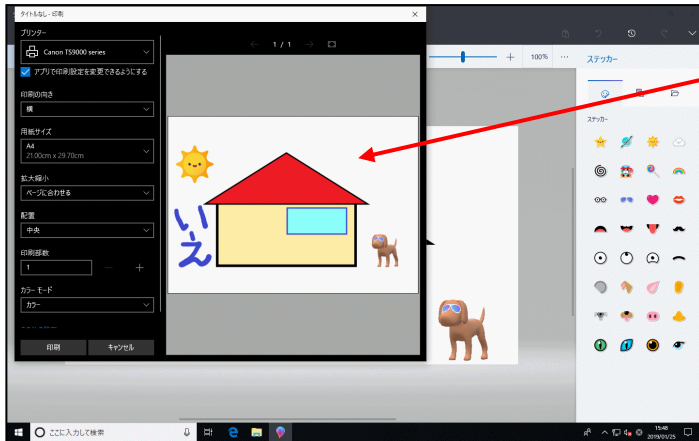 タイトルなし - 印刷
プリンター
Canon TS9000 series
アプリで印刷設定を変更できるようにする
印刷の向き
横
用紙サイズ
A4
21.00cm x 29.70cm
拡大縮小
ページに合わせる
配置
中央
印刷部数
1
カラー モード
カラー
印刷
キャンセル
1 / 1
いえ
100%
ステッカー
ステッカー
ここに入力して検索
15:48
2019/01/25